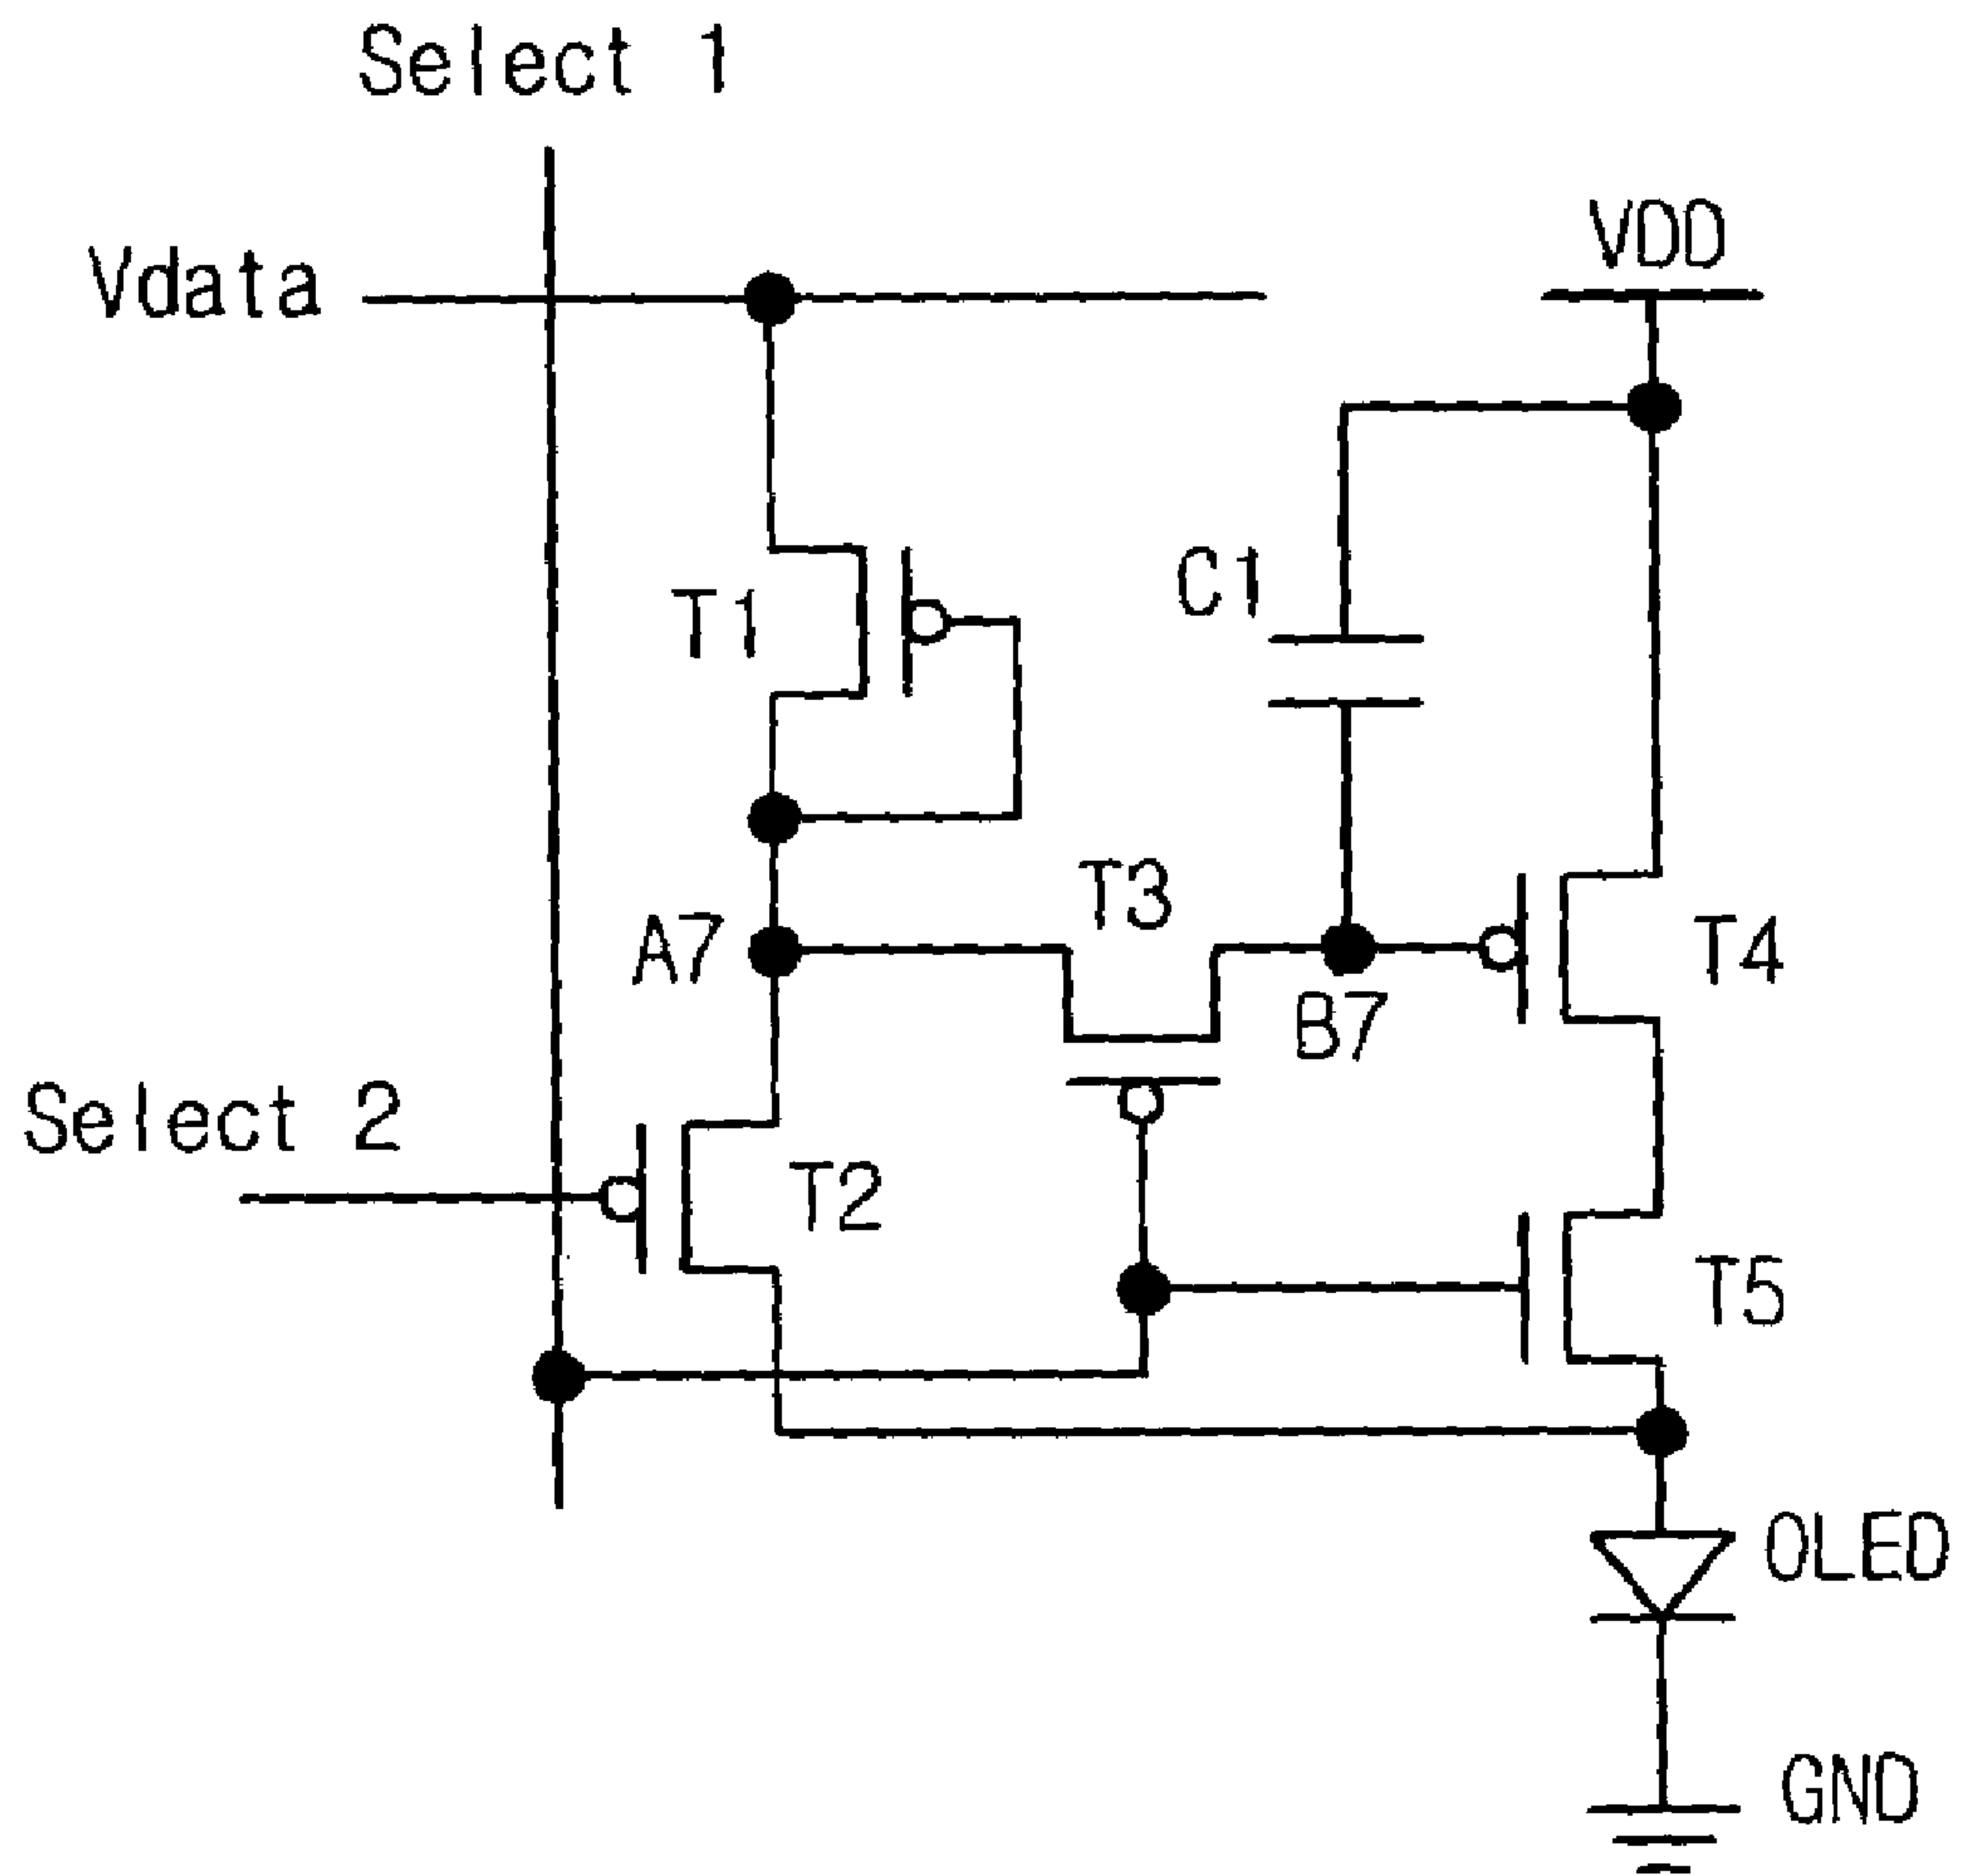 Select 1
VDD
Vdata
C1
T1
T3
A7
T4
B7
Select 2
T2
T5
OLED
GND